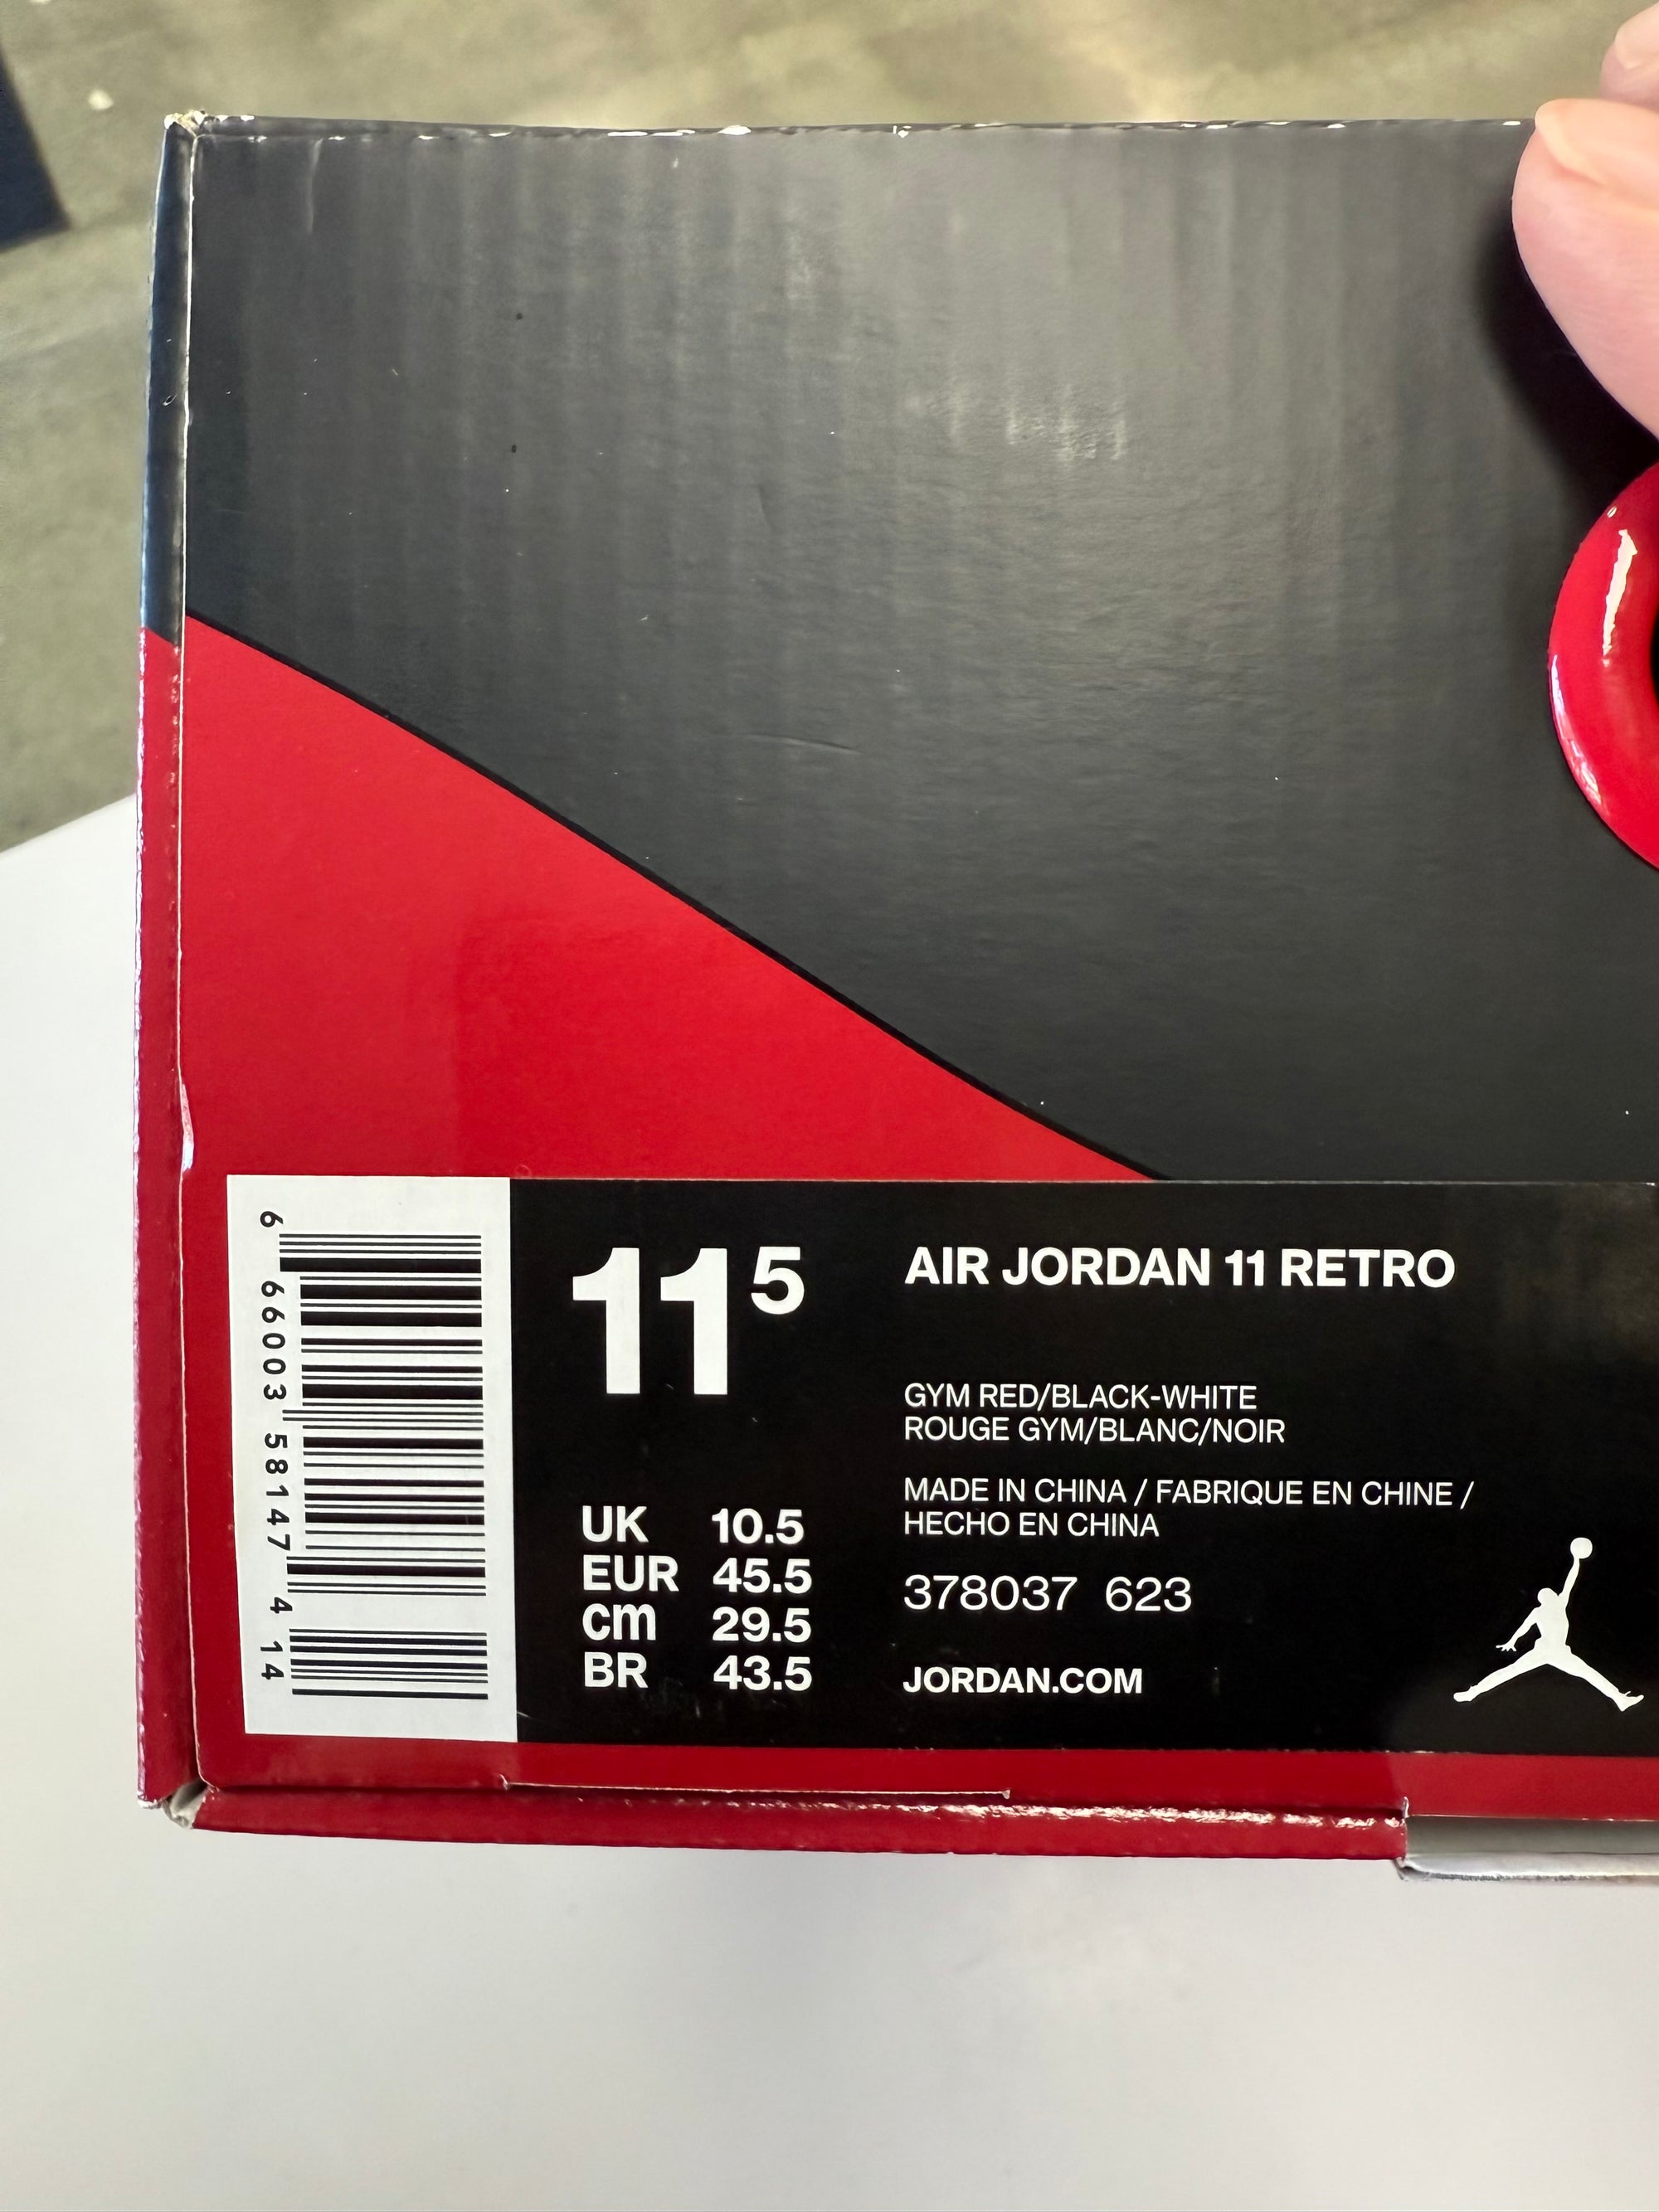 6 66003 58147 4 14
11⁵
AIR JORDAN 11 RETRO
GYM RED/BLACK-WHITE
ROUGE GYM/BLANC/NOIR
MADE IN CHINA / FABRIQUE EN CHINE /
HECHO EN CHINA
UK 10.5
EUR 45.5
cm 29.5
BR 43.5
378037 623
JORDAN.COM